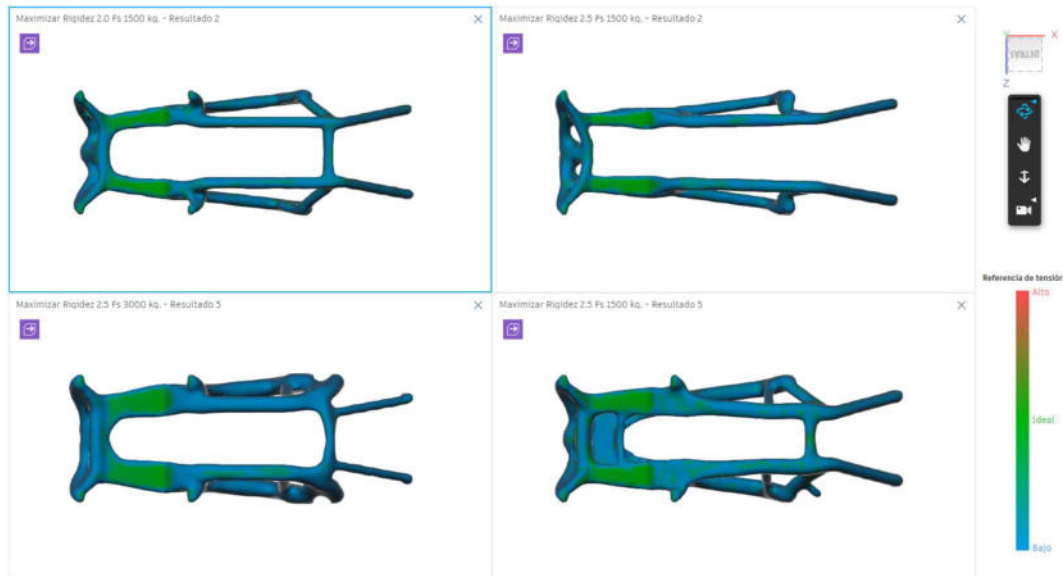 Maximizar Rigidez 2.0 Fs 1500 kg. - Resultado 2
Maximizar Rigidez 2.5 Fs 1500 kg. - Resultado 2
Y
X
DETRÁS
Z
Maximizar Rigidez 2.5 Fs 3000 kg. - Resultado 5
Maximizar Rigidez 2.5 Fs 1500 kg. - Resultado 5
Referencia de tensión
Alto
Ideal
Bajo